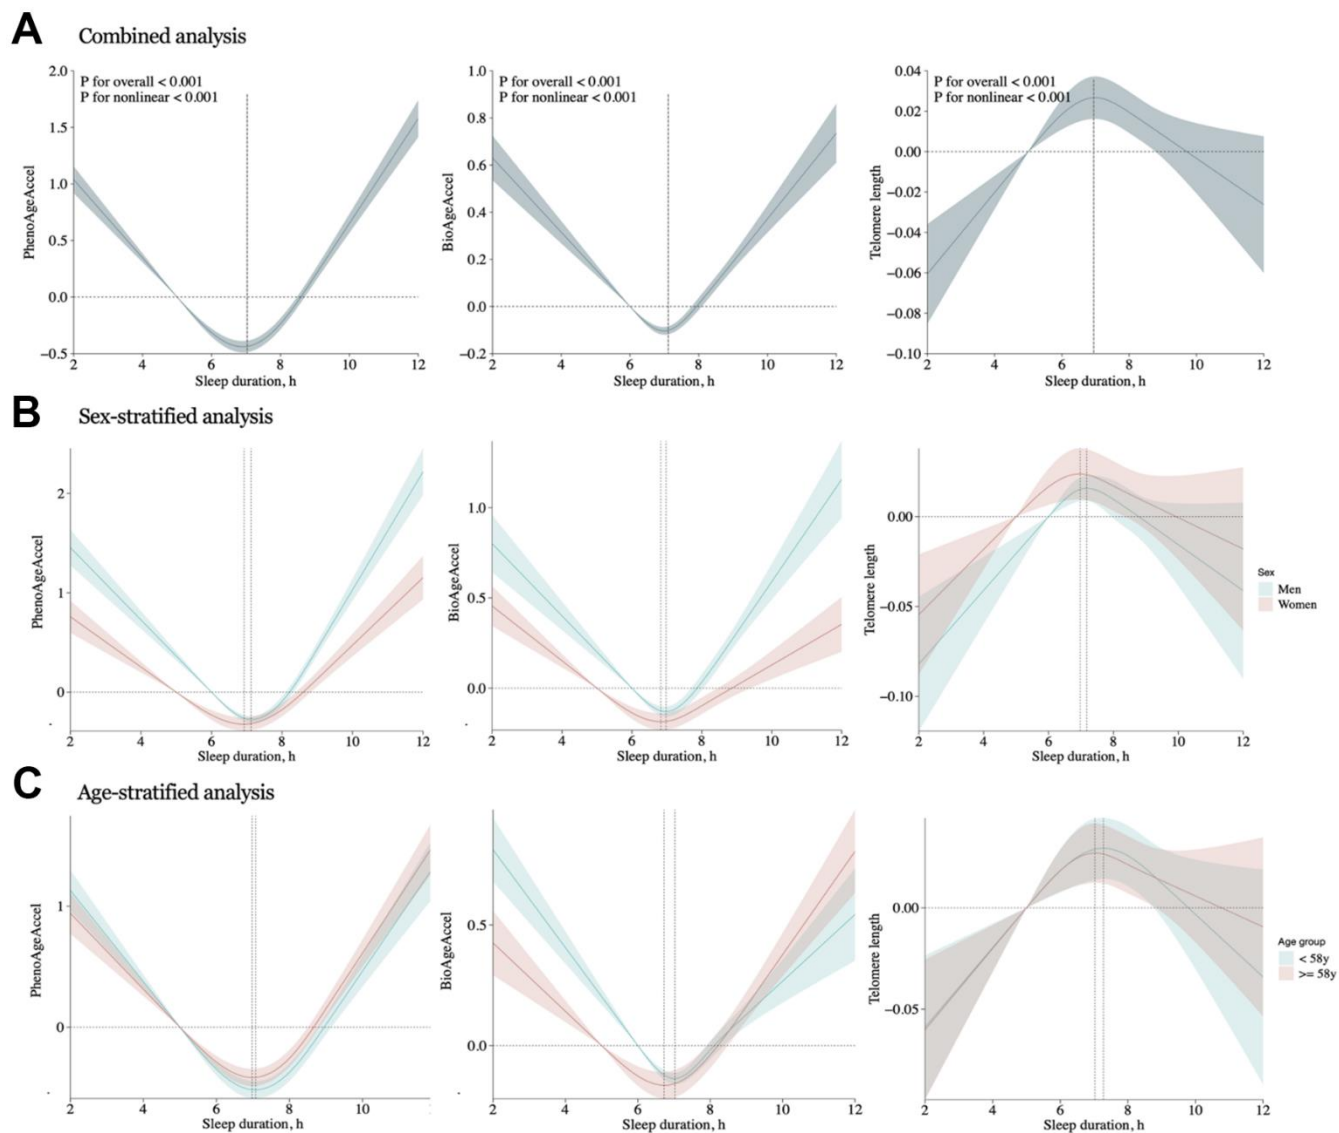 A
Combined analysis
2.0
1.5
1.0
0.5
0.0
−0.5
PhenoAgeAccel
P for overall < 0.001
P for nonlinear < 0.001
2 4 6 8 10 12
Sleep duration, h
1.0
0.8
0.6
0.4
0.2
0.0
−0.2
BioAgeAccel
P for overall < 0.001
P for nonlinear < 0.001
2 4 6 8 10 12
Sleep duration, h
0.04
0.02
0.00
−0.02
−0.04
−0.06
−0.08
−0.10
Telomere length
P for overall < 0.001
P for nonlinear < 0.001
2 4 6 8 10 12
Sleep duration, h
B
Sex-stratified analysis
2
1
0
PhenoAgeAccel
2 4 6 8 10 12
Sleep duration, h
1.0
0.5
0.0
BioAgeAccel
2 4 6 8 10 12
Sleep duration, h
0.00
−0.05
−0.10
Telomere length
2 4 6 8 10 12
Sleep duration, h
Sex
Men
Women
C
Age-stratified analysis
1
0
PhenoAgeAccel
2 4 6 8 10
Sleep duration, h
0.5
0.0
BioAgeAccel
2 4 6 8 10 12
Sleep duration, h
0.00
−0.05
Telomere length
2 4 6 8 10 12
Sleep duration, h
Age group
< 58y
>= 58y